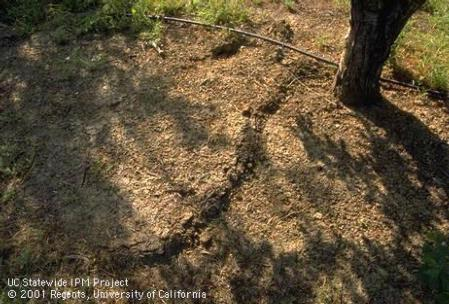 UC Statewide IPM Project
© 2001 Regents, University of California